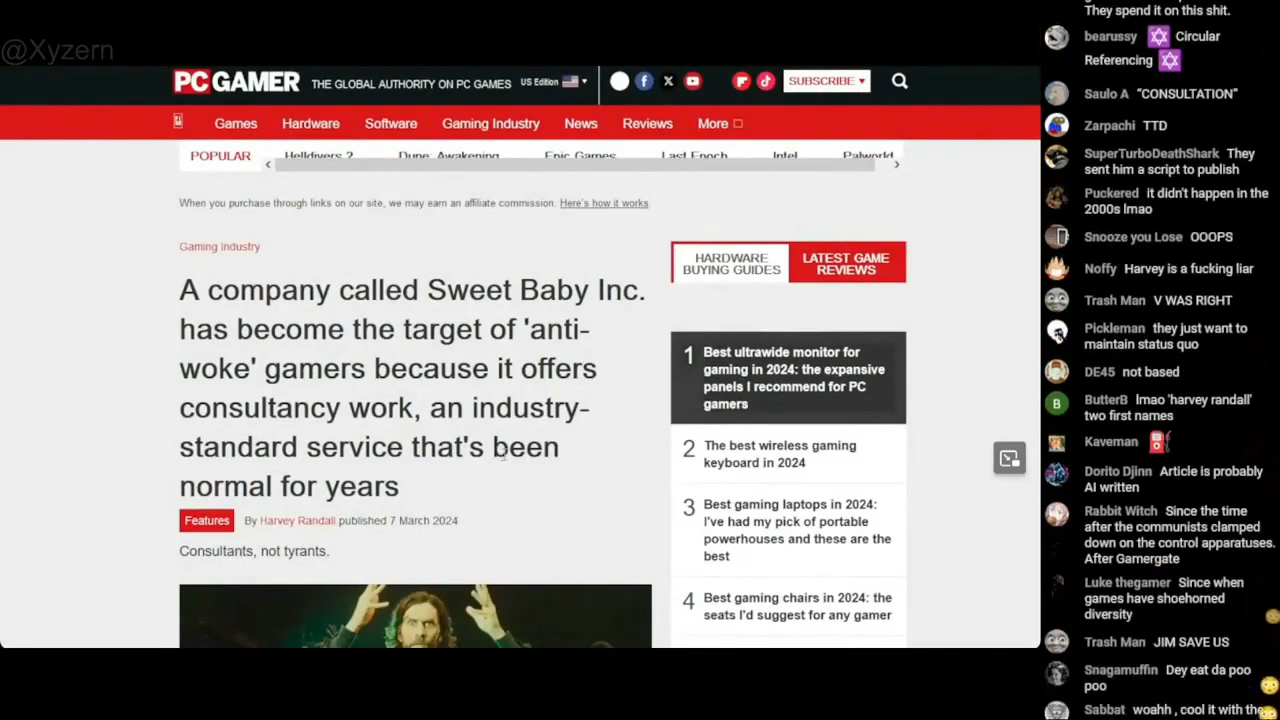 @Xyzern
PC GAMER THE GLOBAL AUTHORITY ON PC GAMES US Edition SUBSCRIBE
Games Hardware Software Gaming Industry News Reviews More
POPULAR Helldivers 2 Dune: Awakening Epic Games Last Epoch Intel Palworld
When you purchase through links on our site, we may earn an affiliate commission. Here's how it works
Gaming Industry
A company called Sweet Baby Inc.
has become the target of 'anti-
woke' gamers because it offers
consultancy work, an industry-
standard service that's been
normal for years
Features By Harvey Randall published 7 March 2024
Consultants, not tyrants.
HARDWARE
BUYING GUIDES
LATEST GAME
REVIEWS
1 Best ultrawide monitor for
gaming in 2024: the expansive
panels I recommend for PC
gamers
2 The best wireless gaming
keyboard in 2024
3 Best gaming laptops in 2024:
I've had my pick of portable
powerhouses and these are the
best
4 Best gaming chairs in 2024: the
seats I'd suggest for any gamer
They spend it on this shit.
bearussy Circular
Referencing
Saulo A “CONSULTATION”
Zarpachi TTD
SuperTurboDeathShark They
sent him a script to publish
Puckered it didn't happen in the
2000s lmao
Snooze you Lose OOOPS
Noffy Harvey is a fucking liar
Trash Man V WAS RIGHT
Pickleman they just want to
maintain status quo
DE45 not based
B
ButterB lmao 'harvey randall'
two first names
Kaveman
Dorito Djinn Article is probably
AI written
Rabbit Witch Since the time
after the communists clamped
down on the control apparatuses.
After Gamergate
Luke thegamer Since when
games have shoehorned
diversity
Trash Man JIM SAVE US
Snagamuffin Dey eat da poo
poo
Sabbat woahh , cool it with the